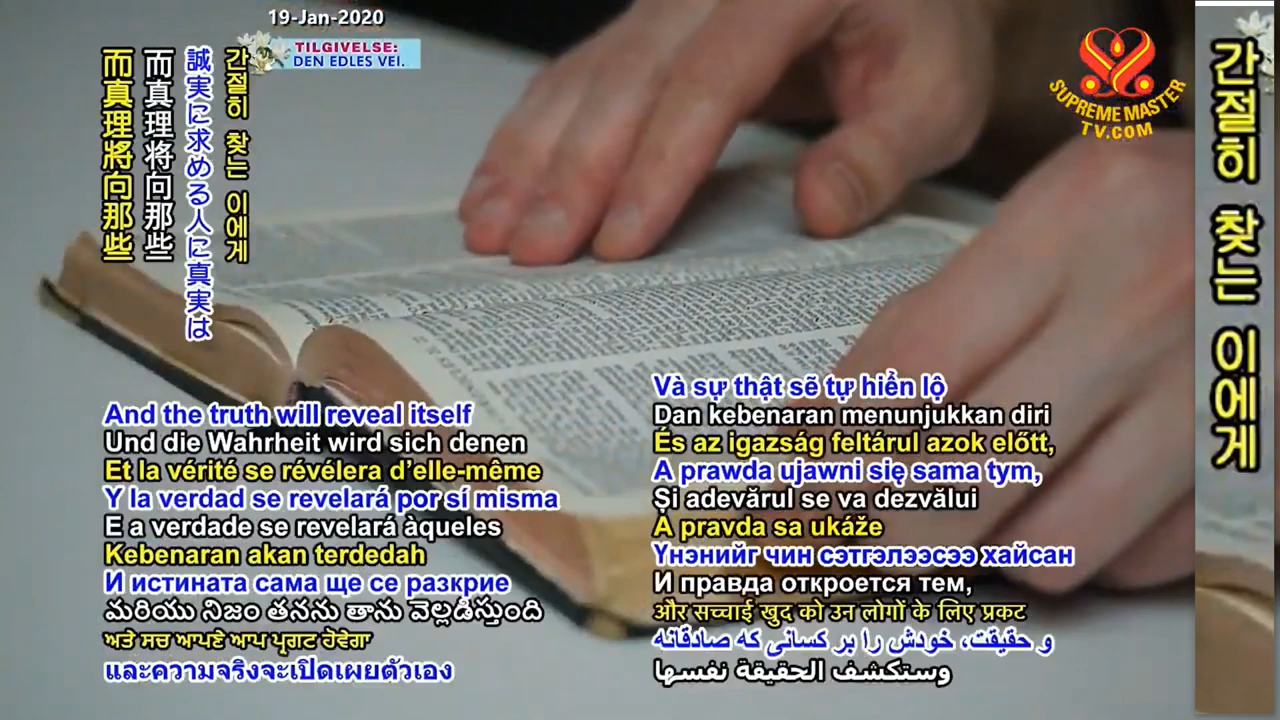 19-Jan-2020
TILGIVELSE:
DEN EDLES VEI.
SUPREME MASTER
TV.COM
而真理將向那些
而真理将向那些
誠実に求める人に真実は
간절히 찾는 이에게
And the truth will reveal itself
Und die Wahrheit wird sich denen
Et la vérité se révélera d’elle-même
Y la verdad se revelará por sí misma
E a verdade se revelará àqueles
Kebenaran akan terdedah
И истината сама ще се разкрие
మరియు నిజం తనను తాను వెల్లడిస్తుంది
ਅਤੇ ਸਚ ਆਪਣੇ ਆਪ ਪ੍ਰਗਟ ਹੋਵੇਗਾ
และความจริงจะเปิดเผยตัวเอง
Và sự thật sẽ tự hiển lộ
Dan kebenaran menunjukkan diri
És az igazság feltárul azok előtt,
A prawda ujawni się sama tym,
Și adevărul se va dezvălui
A pravda sa ukáže
Үнэнийг чин сэтгэлээсээ хайсан
И правда откроется тем,
और सच्चाई खुद को उन लोगों के लिए प्रकट
و حقیقت، خودش را بر کسانی که صادقانه
وستكشف الحقيقة نفسها
간절히 찾는 이에게